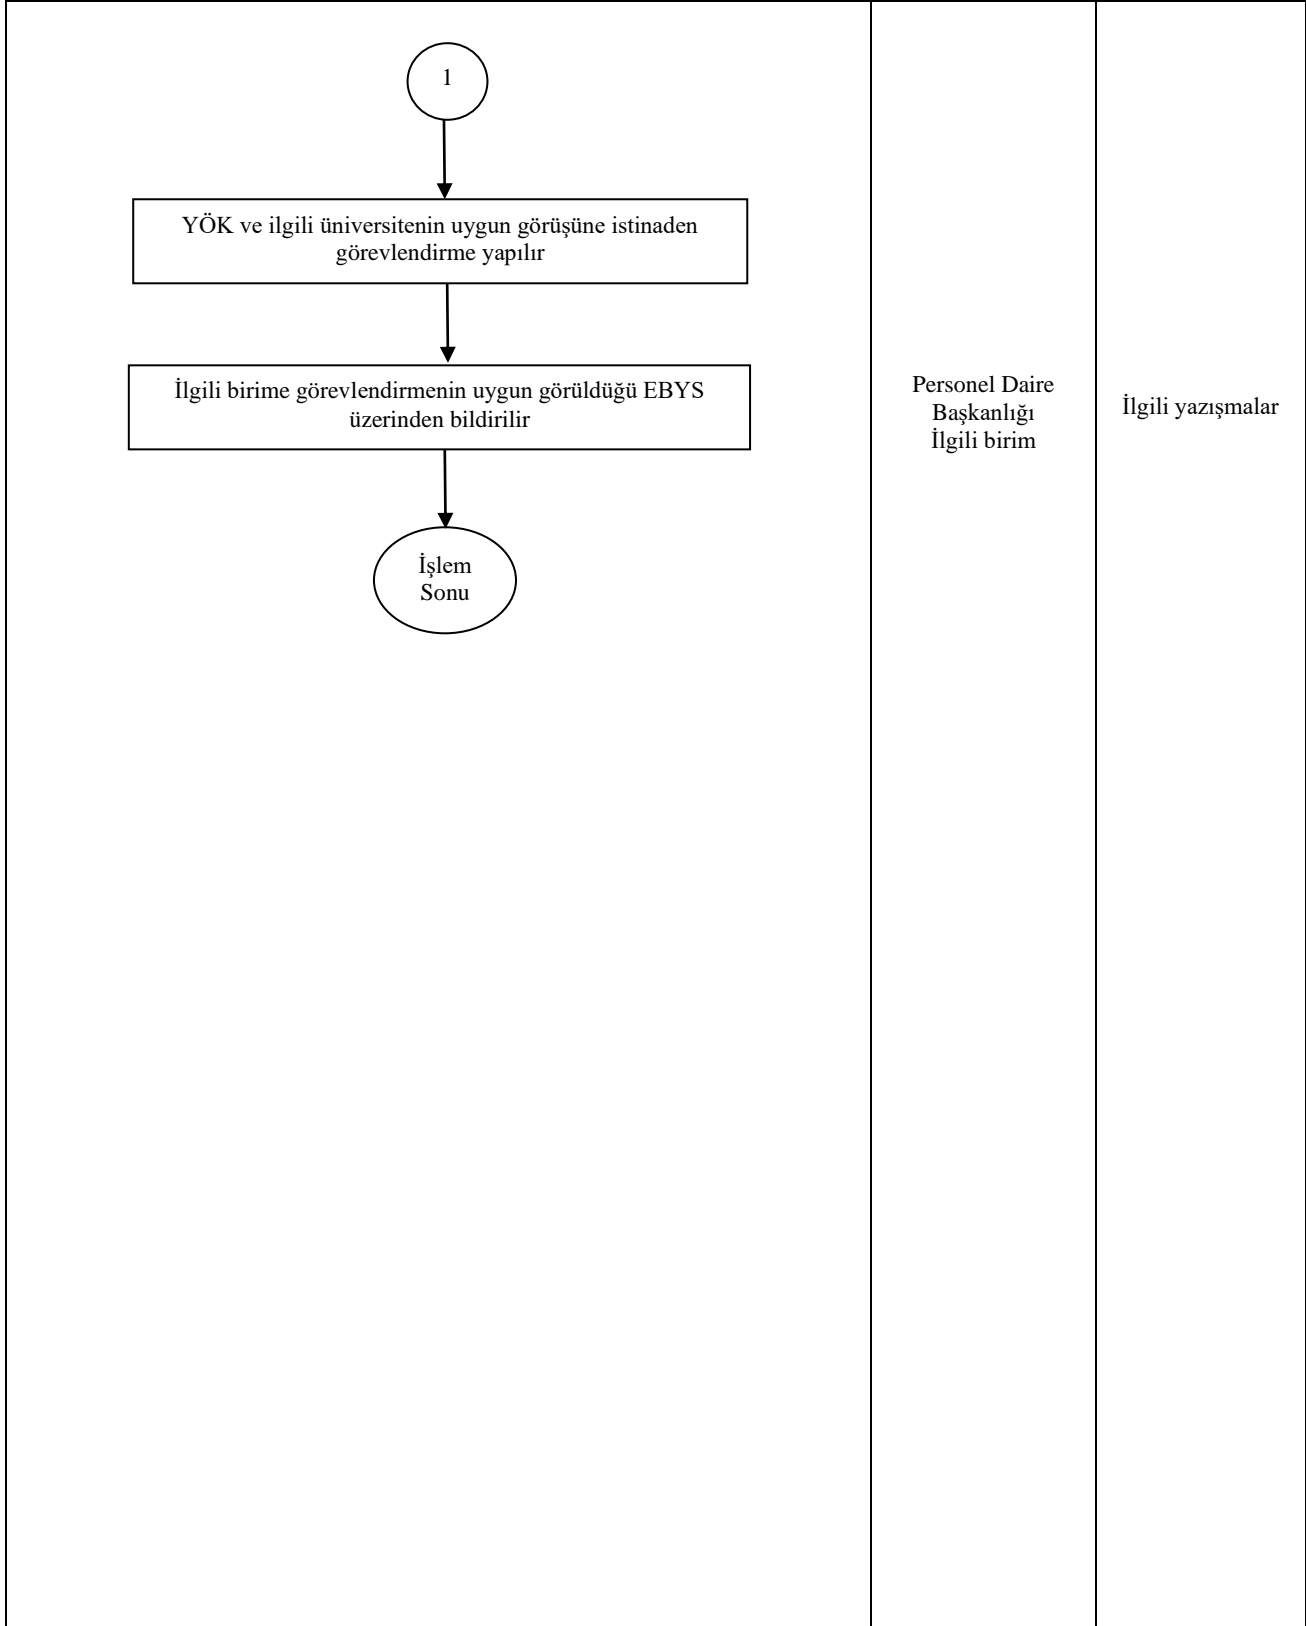 1
YÖK ve ilgili üniversitenin uygun görüşüne istinaden
görevlendirme yapılır
İlgili birime görevlendirmenin uygun görüldüğü EBYS
üzerinden bildirilir
İşlem
Sonu
Personel Daire
Başkanlığı
İlgili birim
İlgili yazışmalar